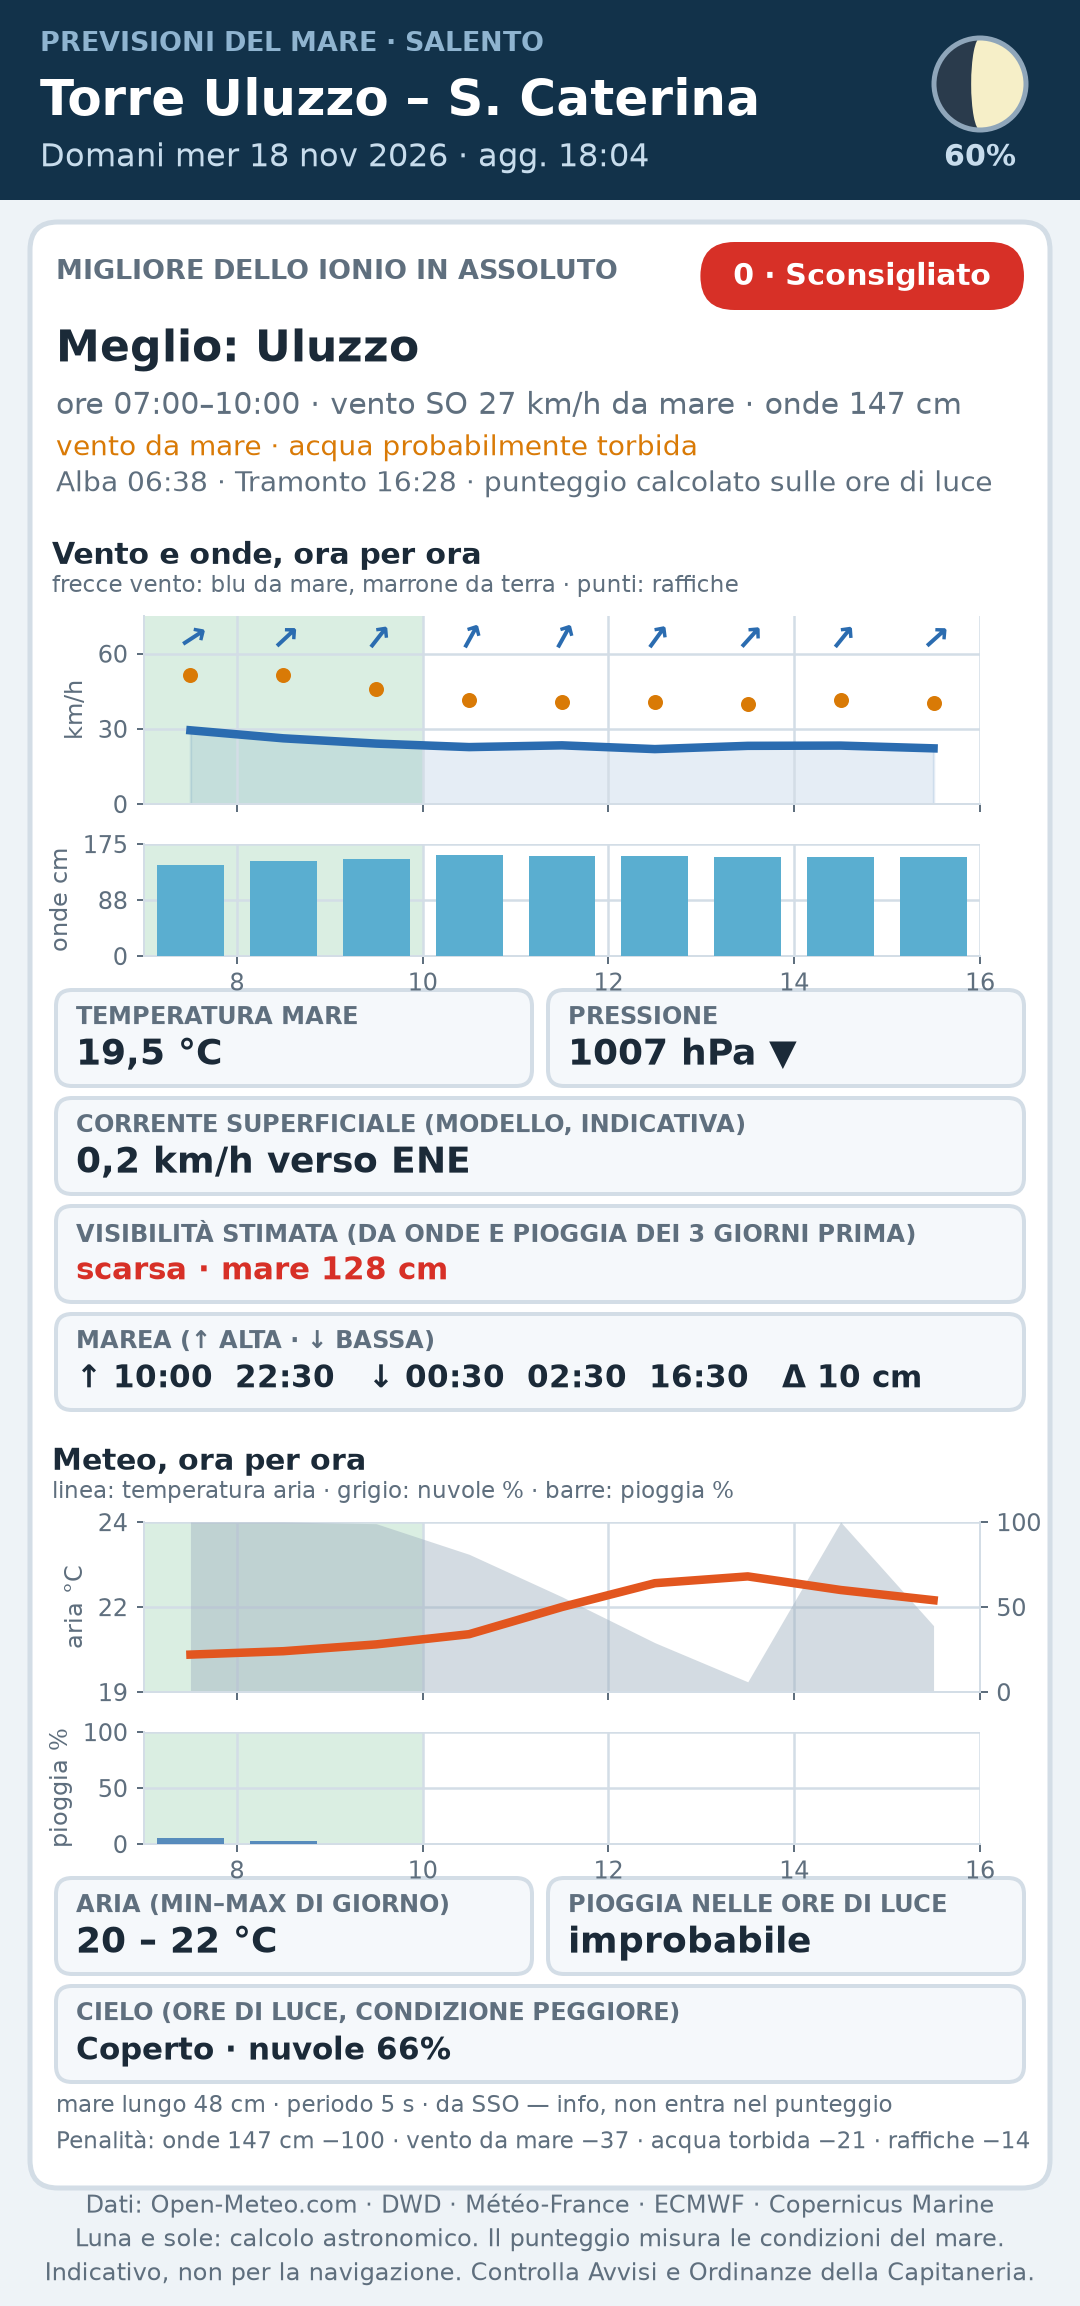 PREVISIONI DEL MARE · SALENTO
Torre Uluzzo – S. Caterina
Domani mer 18 nov 2026 · agg. 18:04
60%
MIGLIORE DELLO IONIO IN ASSOLUTO
0 · Sconsigliato
Meglio: Uluzzo
ore 07:00–10:00 · vento SO 27 km/h da mare · onde 147 cm
vento da mare · acqua probabilmente torbida
Alba 06:38 · Tramonto 16:28 · punteggio calcolato sulle ore di luce
Vento e onde, ora per ora
frecce vento: blu da mare, marrone da terra · punti: raffiche
km/h
60
30
0
onde cm
175
88
0
8 10 12 14 16
TEMPERATURA MARE
19,5 °C
PRESSIONE
1007 hPa ▼
CORRENTE SUPERFICIALE (MODELLO, INDICATIVA)
0,2 km/h verso ENE
VISIBILITÀ STIMATA (DA ONDE E PIOGGIA DEI 3 GIORNI PRIMA)
scarsa · mare 128 cm
MAREA (↑ ALTA · ↓ BASSA)
↑ 10:00 22:30 ↓ 00:30 02:30 16:30 Δ 10 cm
Meteo, ora per ora
linea: temperatura aria · grigio: nuvole % · barre: pioggia %
aria °C
24
22
19
100
50
0
pioggia %
100
50
0
8 10 12 14 16
ARIA (MIN–MAX DI GIORNO)
20 – 22 °C
PIOGGIA NELLE ORE DI LUCE
improbabile
CIELO (ORE DI LUCE, CONDIZIONE PEGGIORE)
Coperto · nuvole 66%
mare lungo 48 cm · periodo 5 s · da SSO — info, non entra nel punteggio
Penalità: onde 147 cm −100 · vento da mare −37 · acqua torbida −21 · raffiche −14
Dati: Open-Meteo.com · DWD · Météo-France · ECMWF · Copernicus Marine
Luna e sole: calcolo astronomico. Il punteggio misura le condizioni del mare.
Indicativo, non per la navigazione. Controlla Avvisi e Ordinanze della Capitaneria.